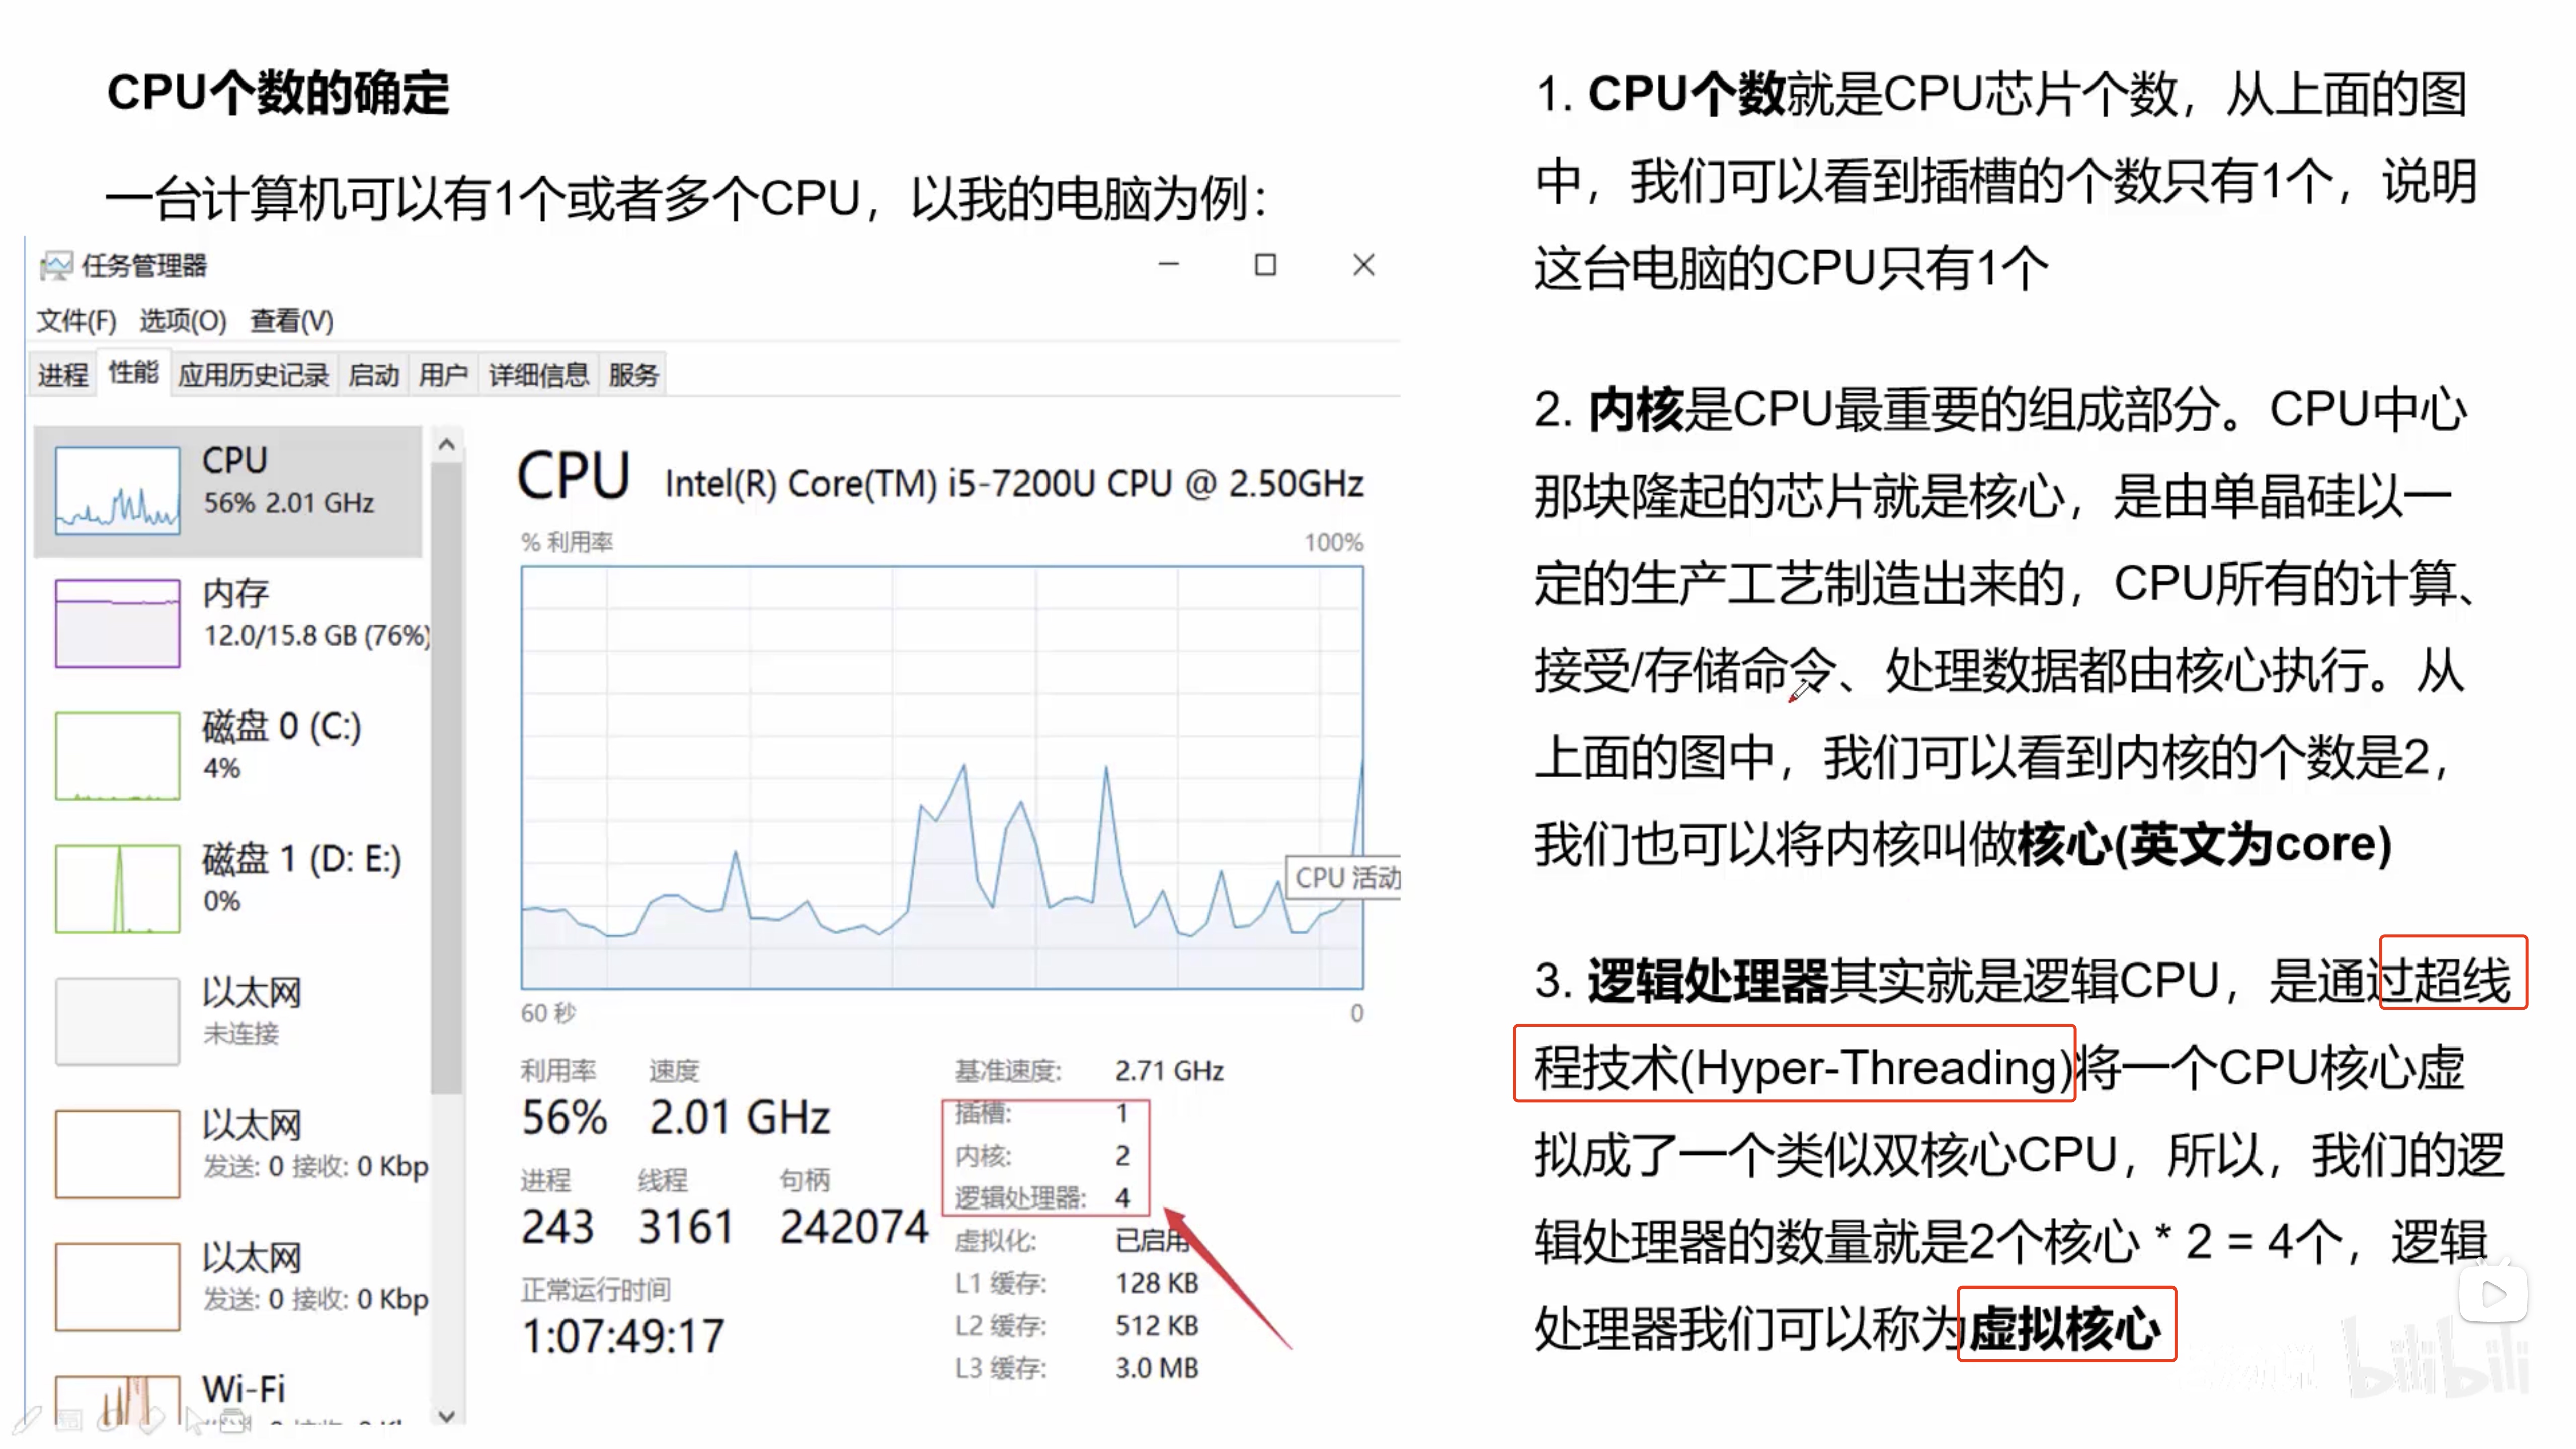 CPU个数的确定
一台计算机可以有1个或者多个CPU，以我的电脑为例：
任务管理器
文件(F) 选项(O) 查看(V)
进程 性能 应用历史记录 启动 用户 详细信息 服务
CPU
56% 2.01 GHz
内存
12.0/15.8 GB (76%)
磁盘 0 (C:)
4%
磁盘 1 (D: E:)
0%
以太网
未连接
以太网
发送: 0 接收: 0 Kbp
以太网
发送: 0 接收: 0 Kbp
Wi-Fi
CPU Intel(R) Core(TM) i5-7200U CPU @ 2.50GHz
% 利用率 100%
CPU 活动
60 秒 0
利用率 速度
56% 2.01 GHz
进程 线程 句柄
243 3161 242074
正常运行时间
1:07:49:17
基准速度: 2.71 GHz
插槽: 1
内核: 2
逻辑处理器: 4
虚拟化: 已启用
L1 缓存: 128 KB
L2 缓存: 512 KB
L3 缓存: 3.0 MB
1. CPU个数就是CPU芯片个数，从上面的图
中，我们可以看到插槽的个数只有1个，说明
这台电脑的CPU只有1个
2. 内核是CPU最重要的组成部分。CPU中心
那块隆起的芯片就是核心，是由单晶硅以一
定的生产工艺制造出来的，CPU所有的计算、
接受/存储命令、处理数据都由核心执行。从
上面的图中，我们可以看到内核的个数是2，
我们也可以将内核叫做核心(英文为core)
3. 逻辑处理器其实就是逻辑CPU，是通过超线
程技术(Hyper-Threading)将一个CPU核心虚
拟成了一个类似双核心CPU，所以，我们的逻
辑处理器的数量就是2个核心 * 2 = 4个，逻辑
处理器我们可以称为虚拟核心
bilibili